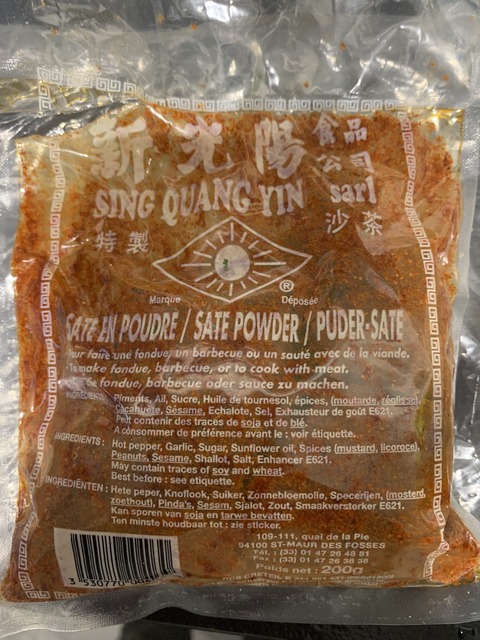 新光陽 食品公司
SING QUANG YIN sarl
特製 沙茶
®
Marque Déposée
SATE EN POUDRE / SATE POWDER / PUDER-SATE
Pour faire une fondue, un barbecue ou un sauté avec de la viande.
To make fondue, barbecue, or to cook with meat.
fondue, barbecue oder sauce zu machen.
Piments, Ail, Sucre, Huile de tournesol, épices, (moutarde, réglisse),
Cacahuète, Sésame, Echalote, Sel, Exhausteur de goût E621.
Peut contenir des traces de soja et de blé.
A consommer de préférence avant le : voir étiquette.
INGREDIENTS : Hot pepper, Garlic, Sugar, Sunflower oil, Spices (mustard, licoroce),
Peanuts, Sesame, Shallot, Salt, Enhancer E621.
May contain traces of soy and wheat.
Best before : see etiquette.
INGREDIËNTEN : Hete peper, Knoflook, Suiker, Zonnebloemolie, Specerijen, (mosterd,
zoethout), Pinda's, Sesam, Sjalot, Zout, Smaakversterker E621.
Kan sporen van soja en tarwe bevatten.
Ten minste houdbaar tot : zie sticker.
109-111, quai de la Pie
94100 ST-MAUR DES FOSSES
Tél. : (33) 01 47 26 48 81
Fax : (33) 01 47 26 38 38
Poids net : 200g